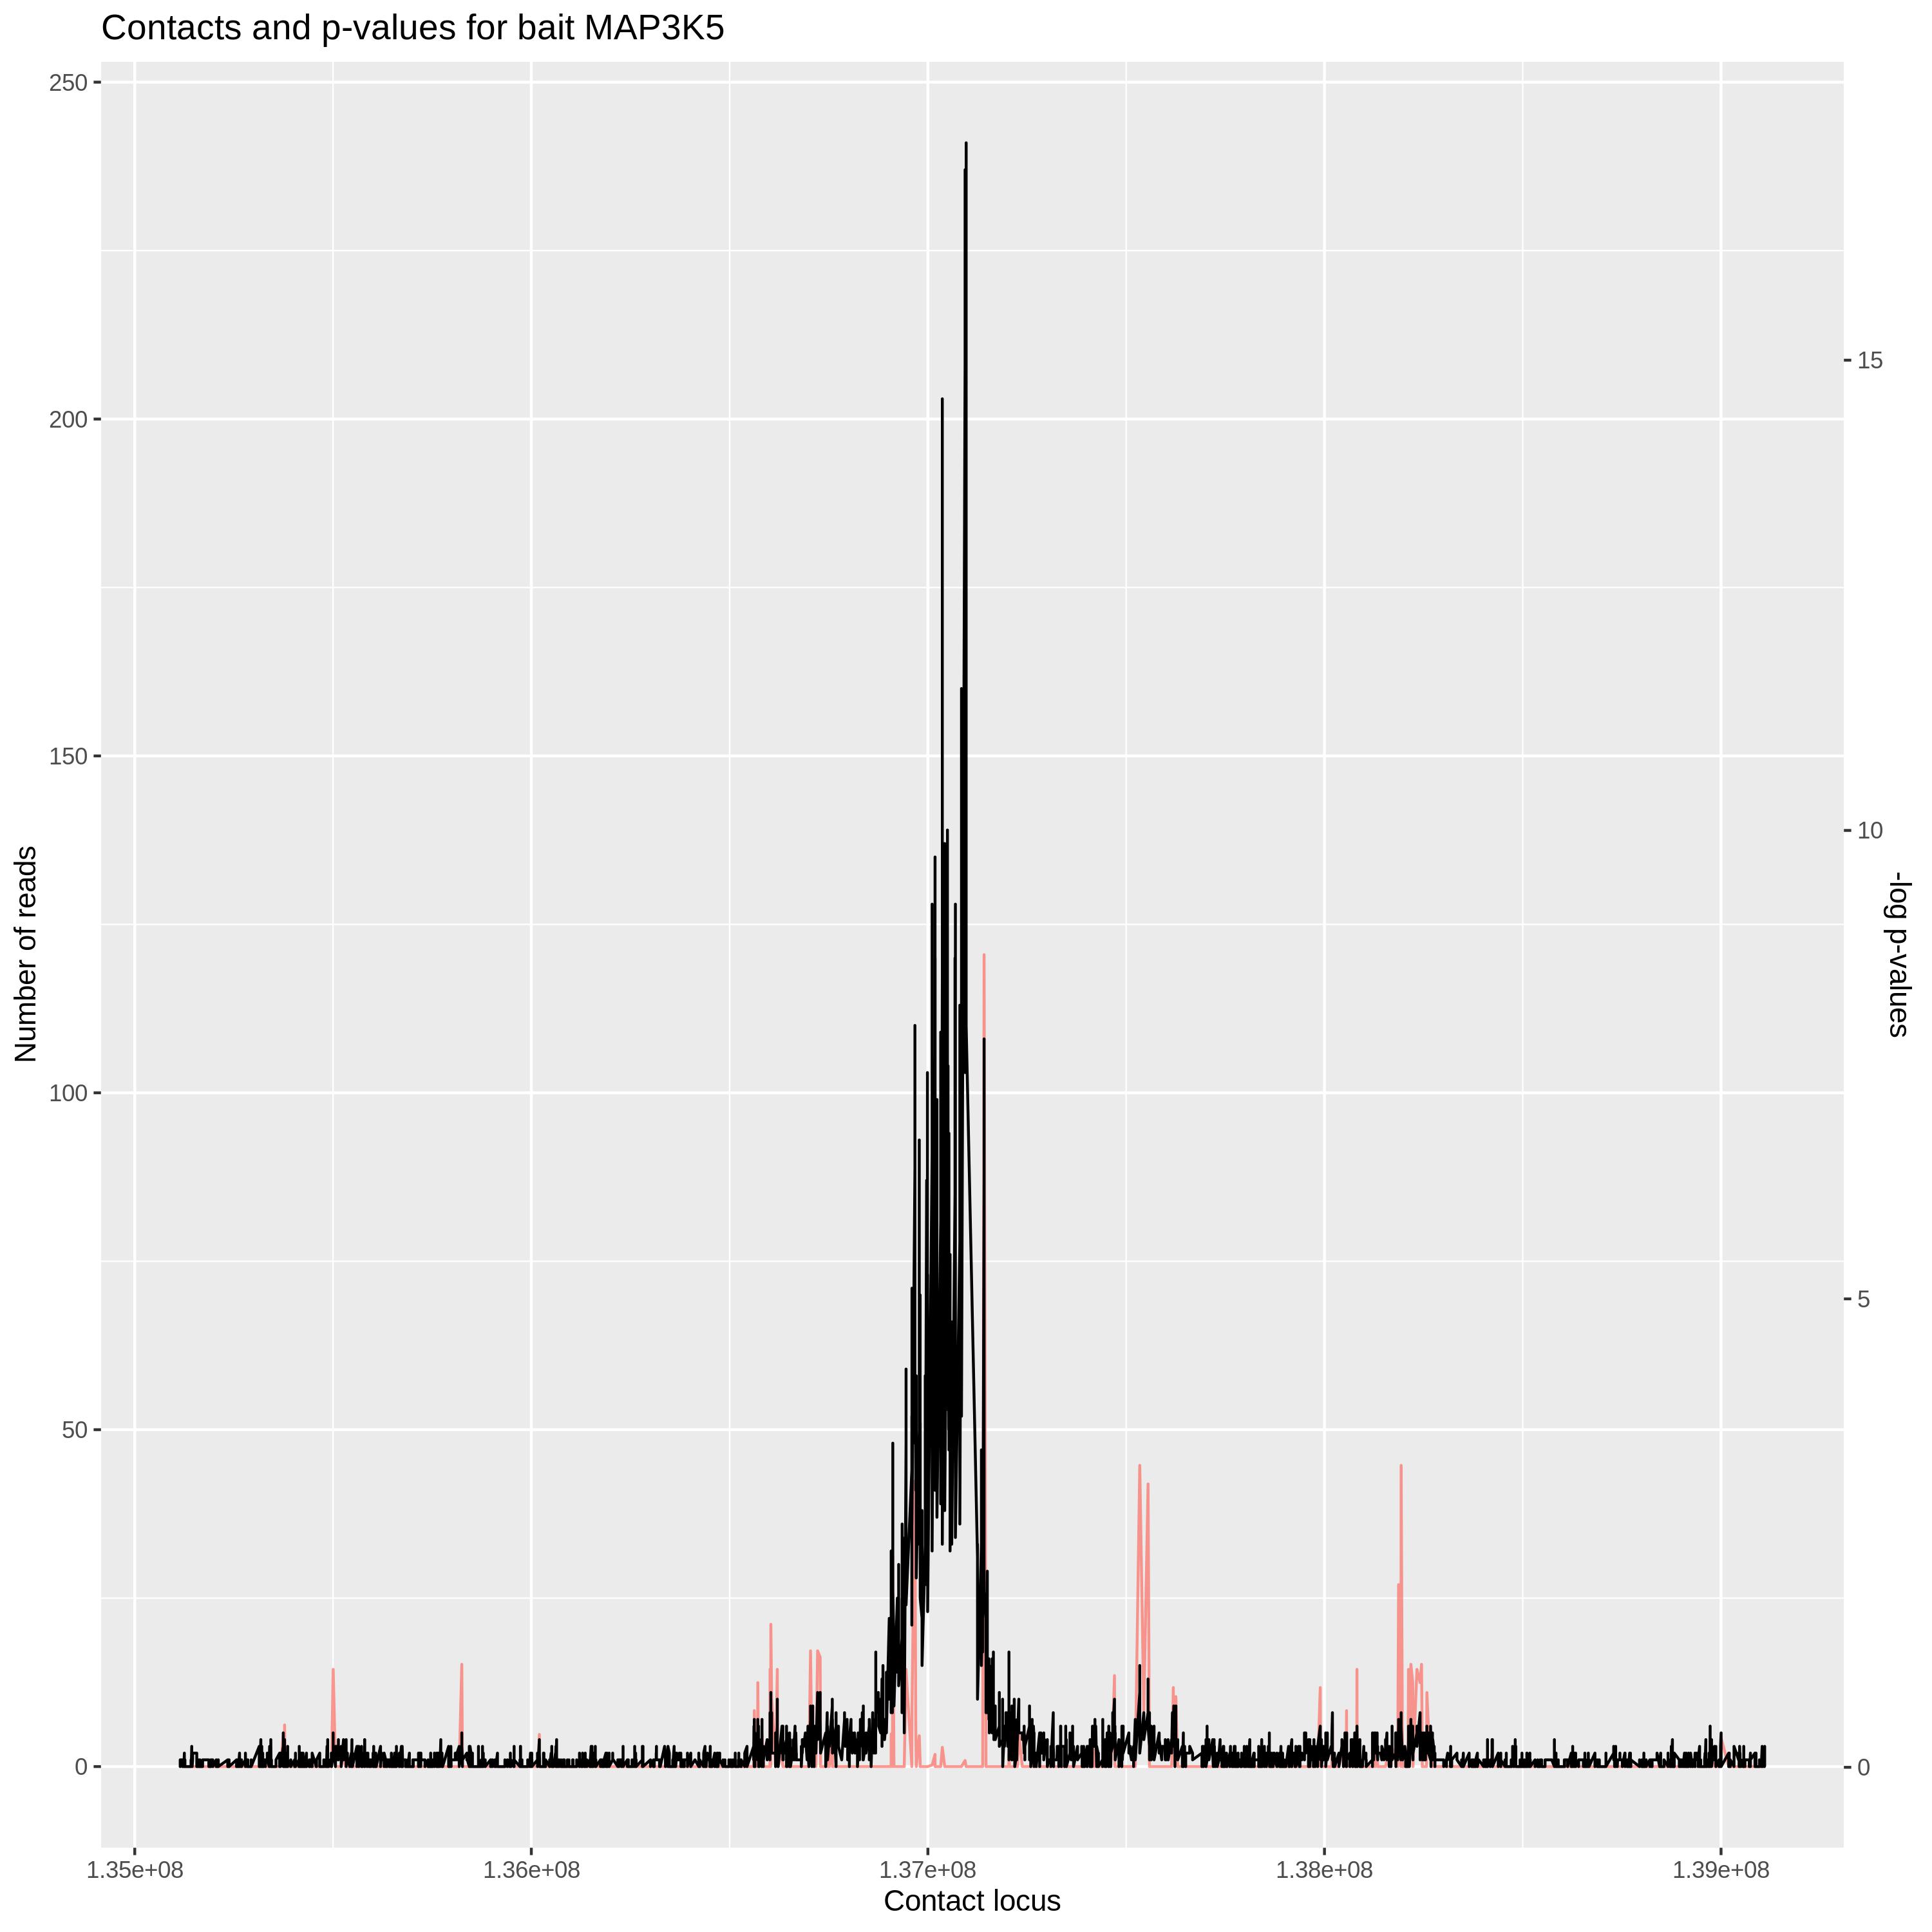 Contacts and p-values for bait MAP3K5
250
200
150
100
50
0
Number of reads
15
10
5
0
-log p-values
1.35e+08 1.36e+08 1.37e+08 1.38e+08 1.39e+08
Contact locus